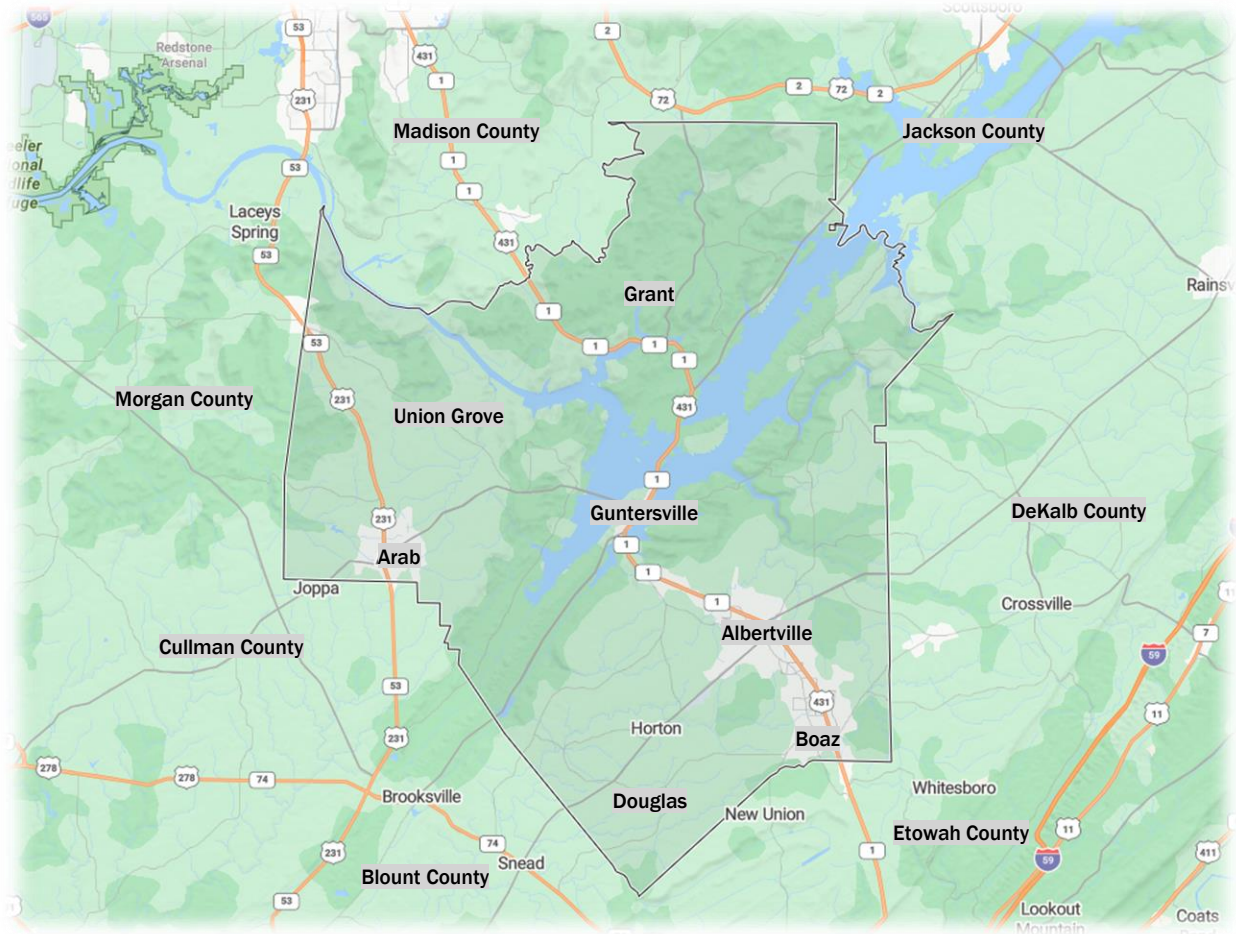 Scottsboro
565
53
2
Redstone
Arsenal
431
1
72
2
72
2
231
Madison County
Jackson County
eeler
onal
dlife
uge
53
1
1
Laceys
Spring
431
53
Rainsv
Grant
1
53
1
1
1
Morgan County
231
Union Grove
431
1
Guntersville
DeKalb County
231
Arab
1
1
Joppa
1
Crossville
Albertville
7
Cullman County
59
53
431
11
Horton
231
Boaz
278
278
74
Whitesboro
Brooksville
Douglas
New Union
Etowah County
11
231
74
Snead
1
59
411
Blount County
53
Lookout
Mountain
Coats